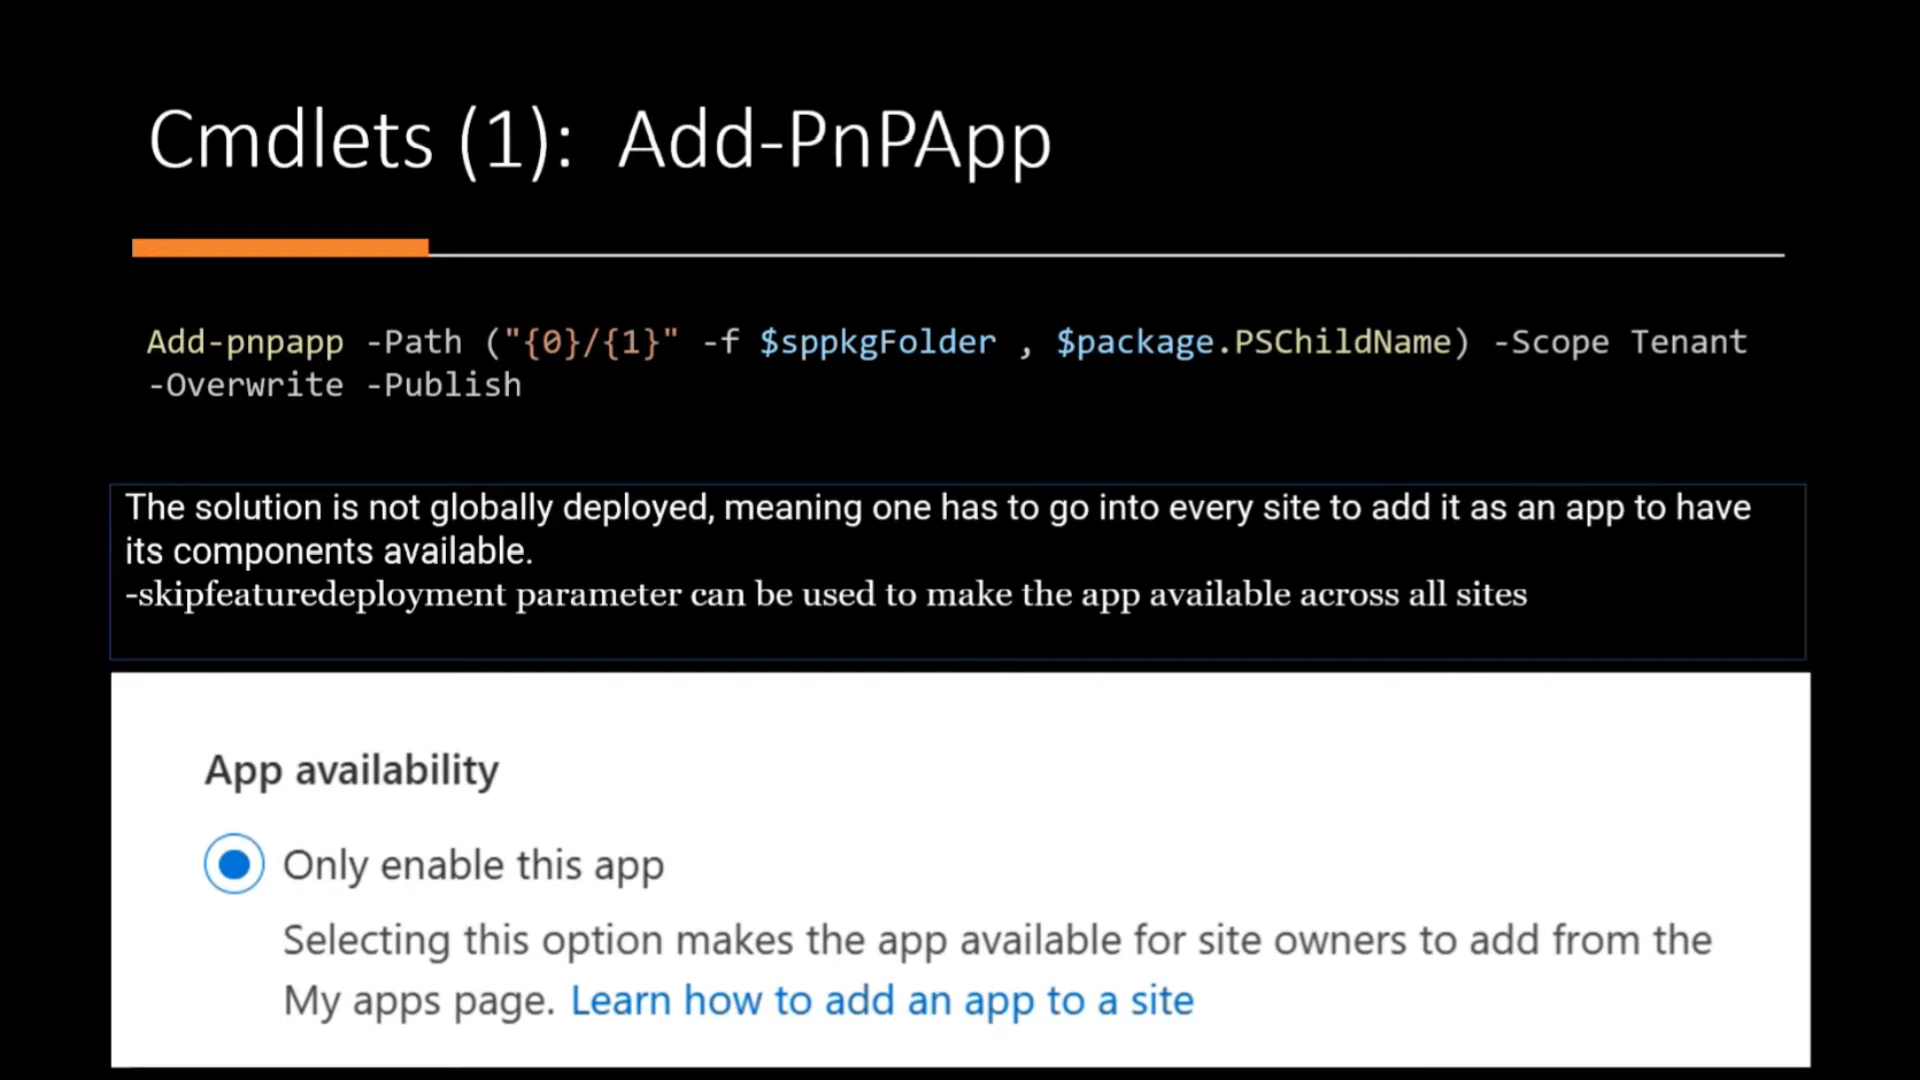 Cmdlets (1): Add-PnPApp
Add-pnpapp -Path ("{0}/{1}" -f $sppkgFolder , $package.PSChildName) -Scope Tenant
-Overwrite -Publish
The solution is not globally deployed, meaning one has to go into every site to add it as an app to have
its components available.
-skipfeaturedeployment parameter can be used to make the app available across all sites
App availability
Only enable this app
Selecting this option makes the app available for site owners to add from the
My apps page. Learn how to add an app to a site